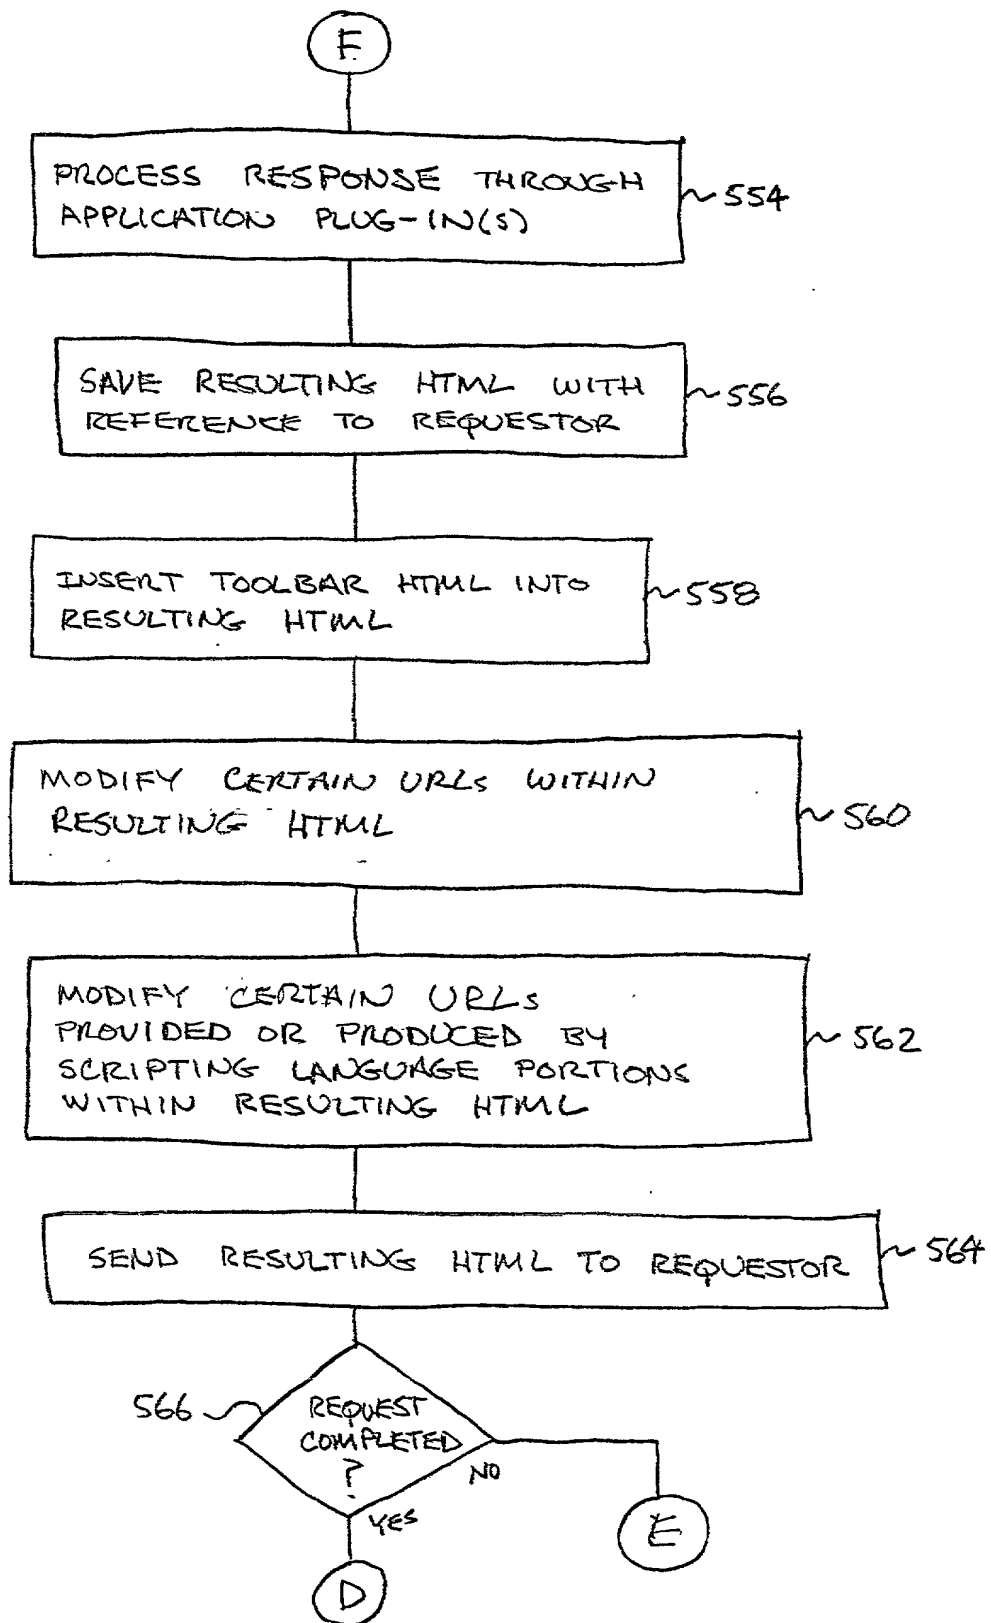 F
PROCESS RESPONSE THROUGH
APPLICATION PLUG-IN(S)
554
SAVE RESULTING HTML WITH
REFERENCE TO REQUESTOR
556
INSERT TOOLBAR HTML INTO
RESULTING HTML
558
MODIFY CERTAIN URLs WITHIN
RESULTING HTML
560
MODIFY CERTAIN URLs
PROVIDED OR PRODUCED BY
SCRIPTING LANGUAGE PORTIONS
WITHIN RESULTING HTML
562
SEND RESULTING HTML TO REQUESTOR
564
566
REQUEST
COMPLETED
?
NO
YES
E
D